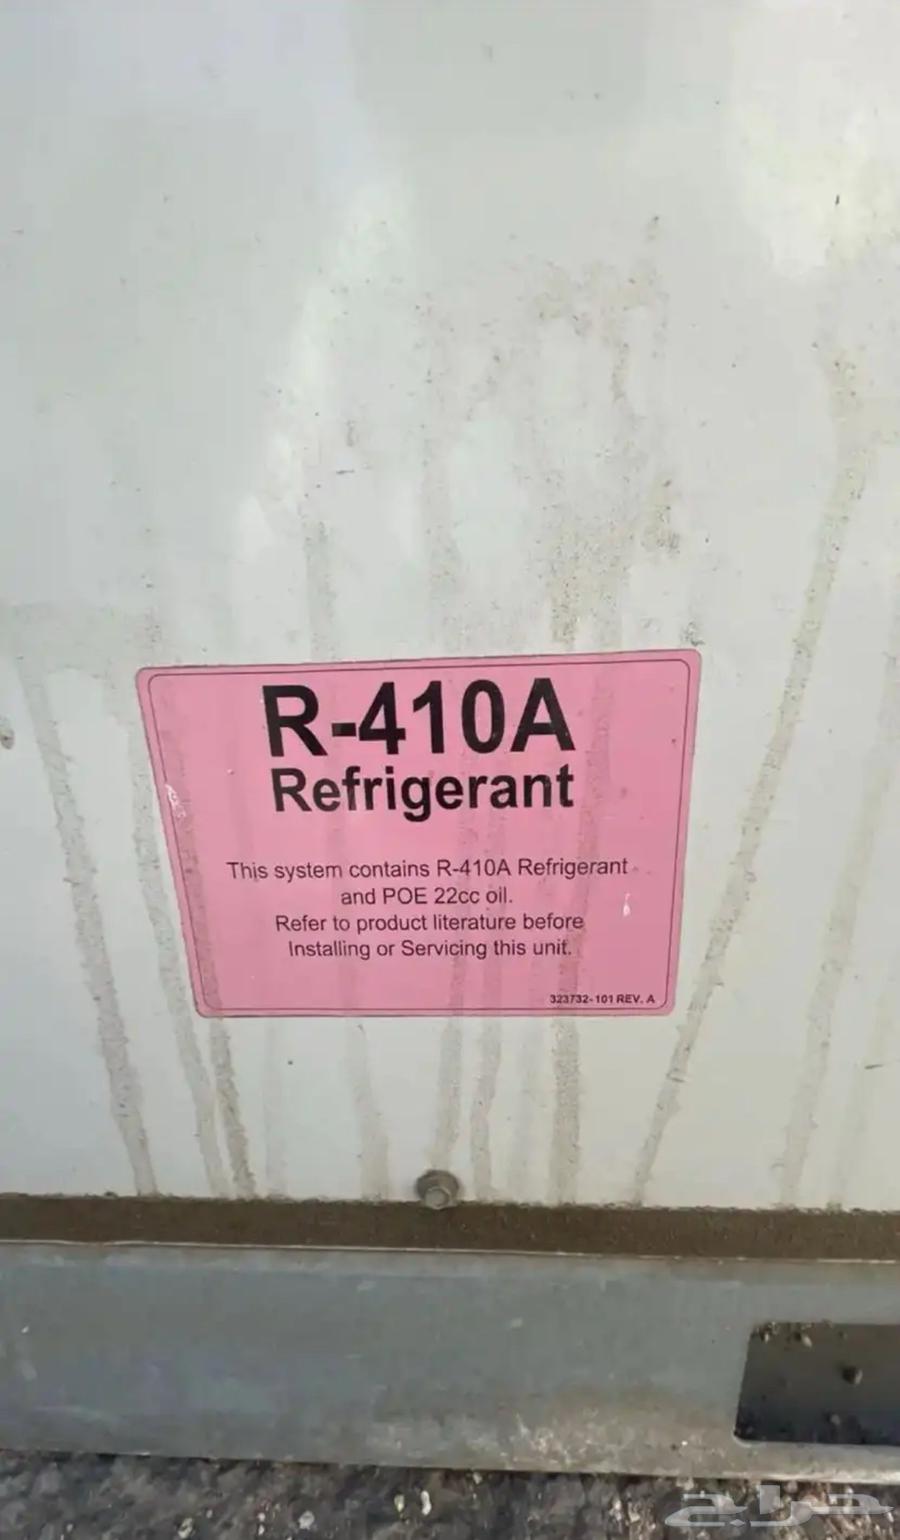 R-410A
Refrigerant
This system contains R-410A Refrigerant
and POE 22cc oil.
Refer to product literature before
Installing or Servicing this unit.
323732-101 REV. A
حراج